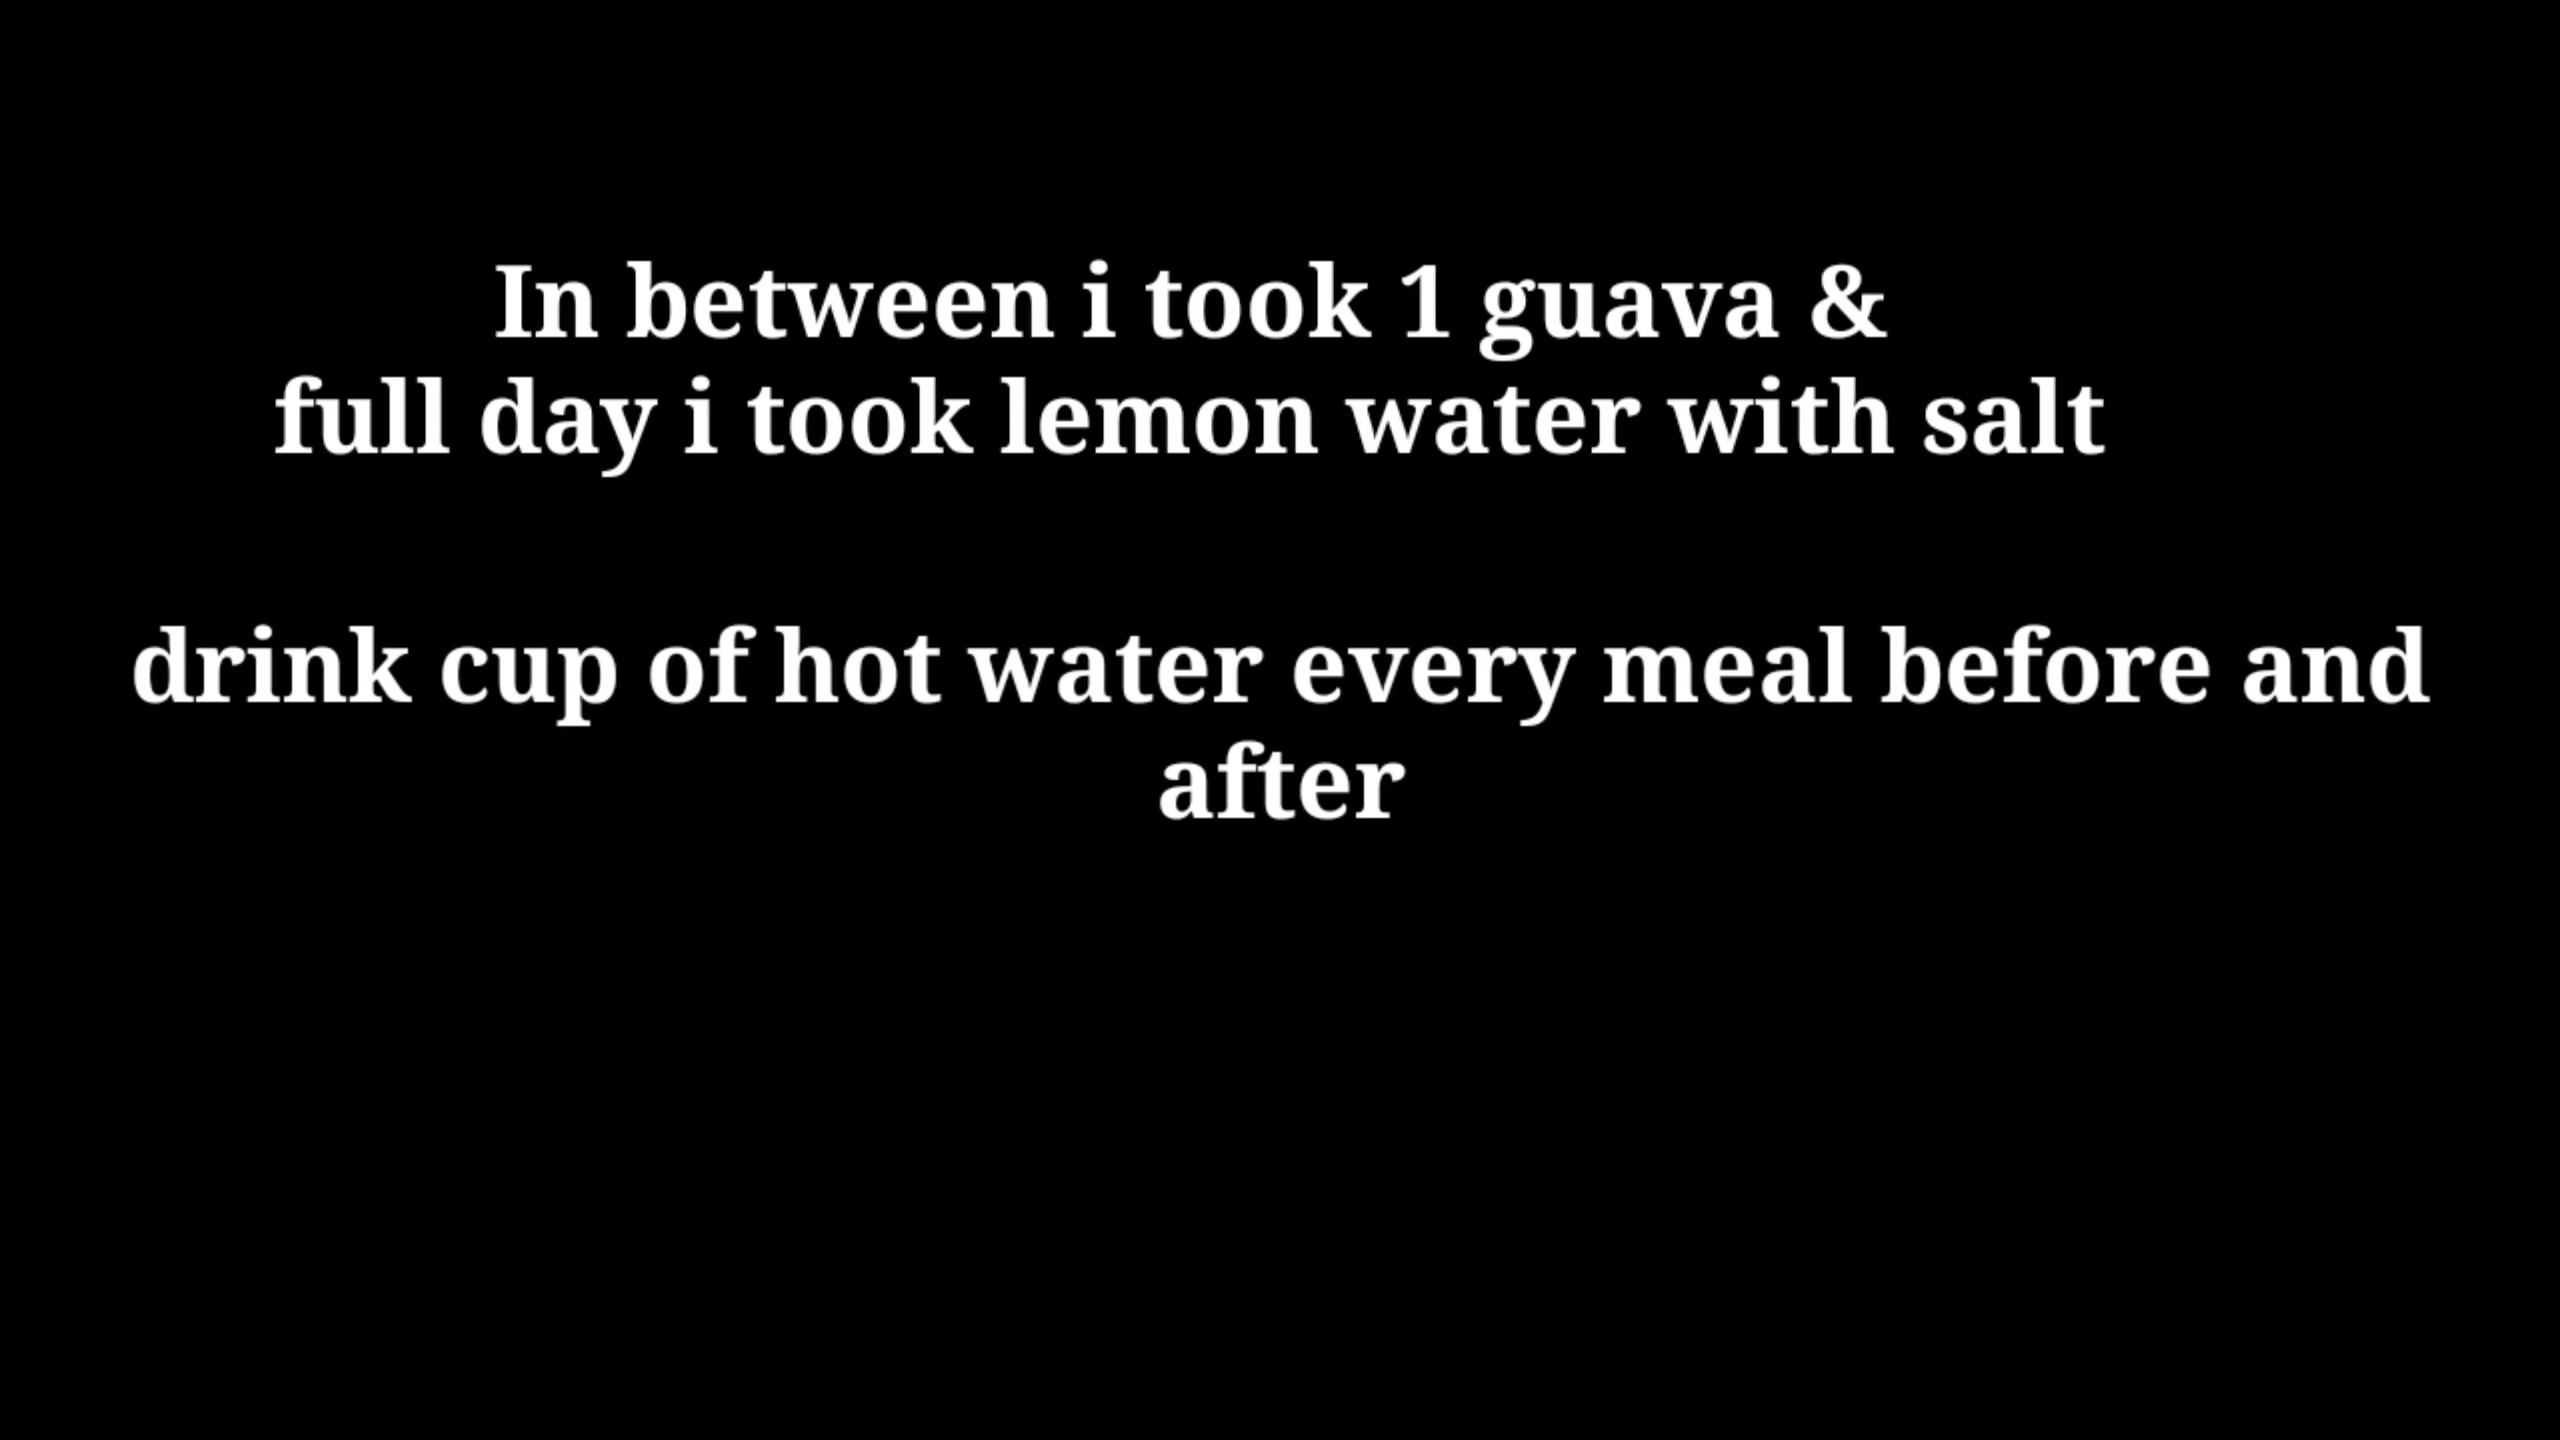 In between i took 1 guava &
full day i took lemon water with salt
drink cup of hot water every meal before and
after